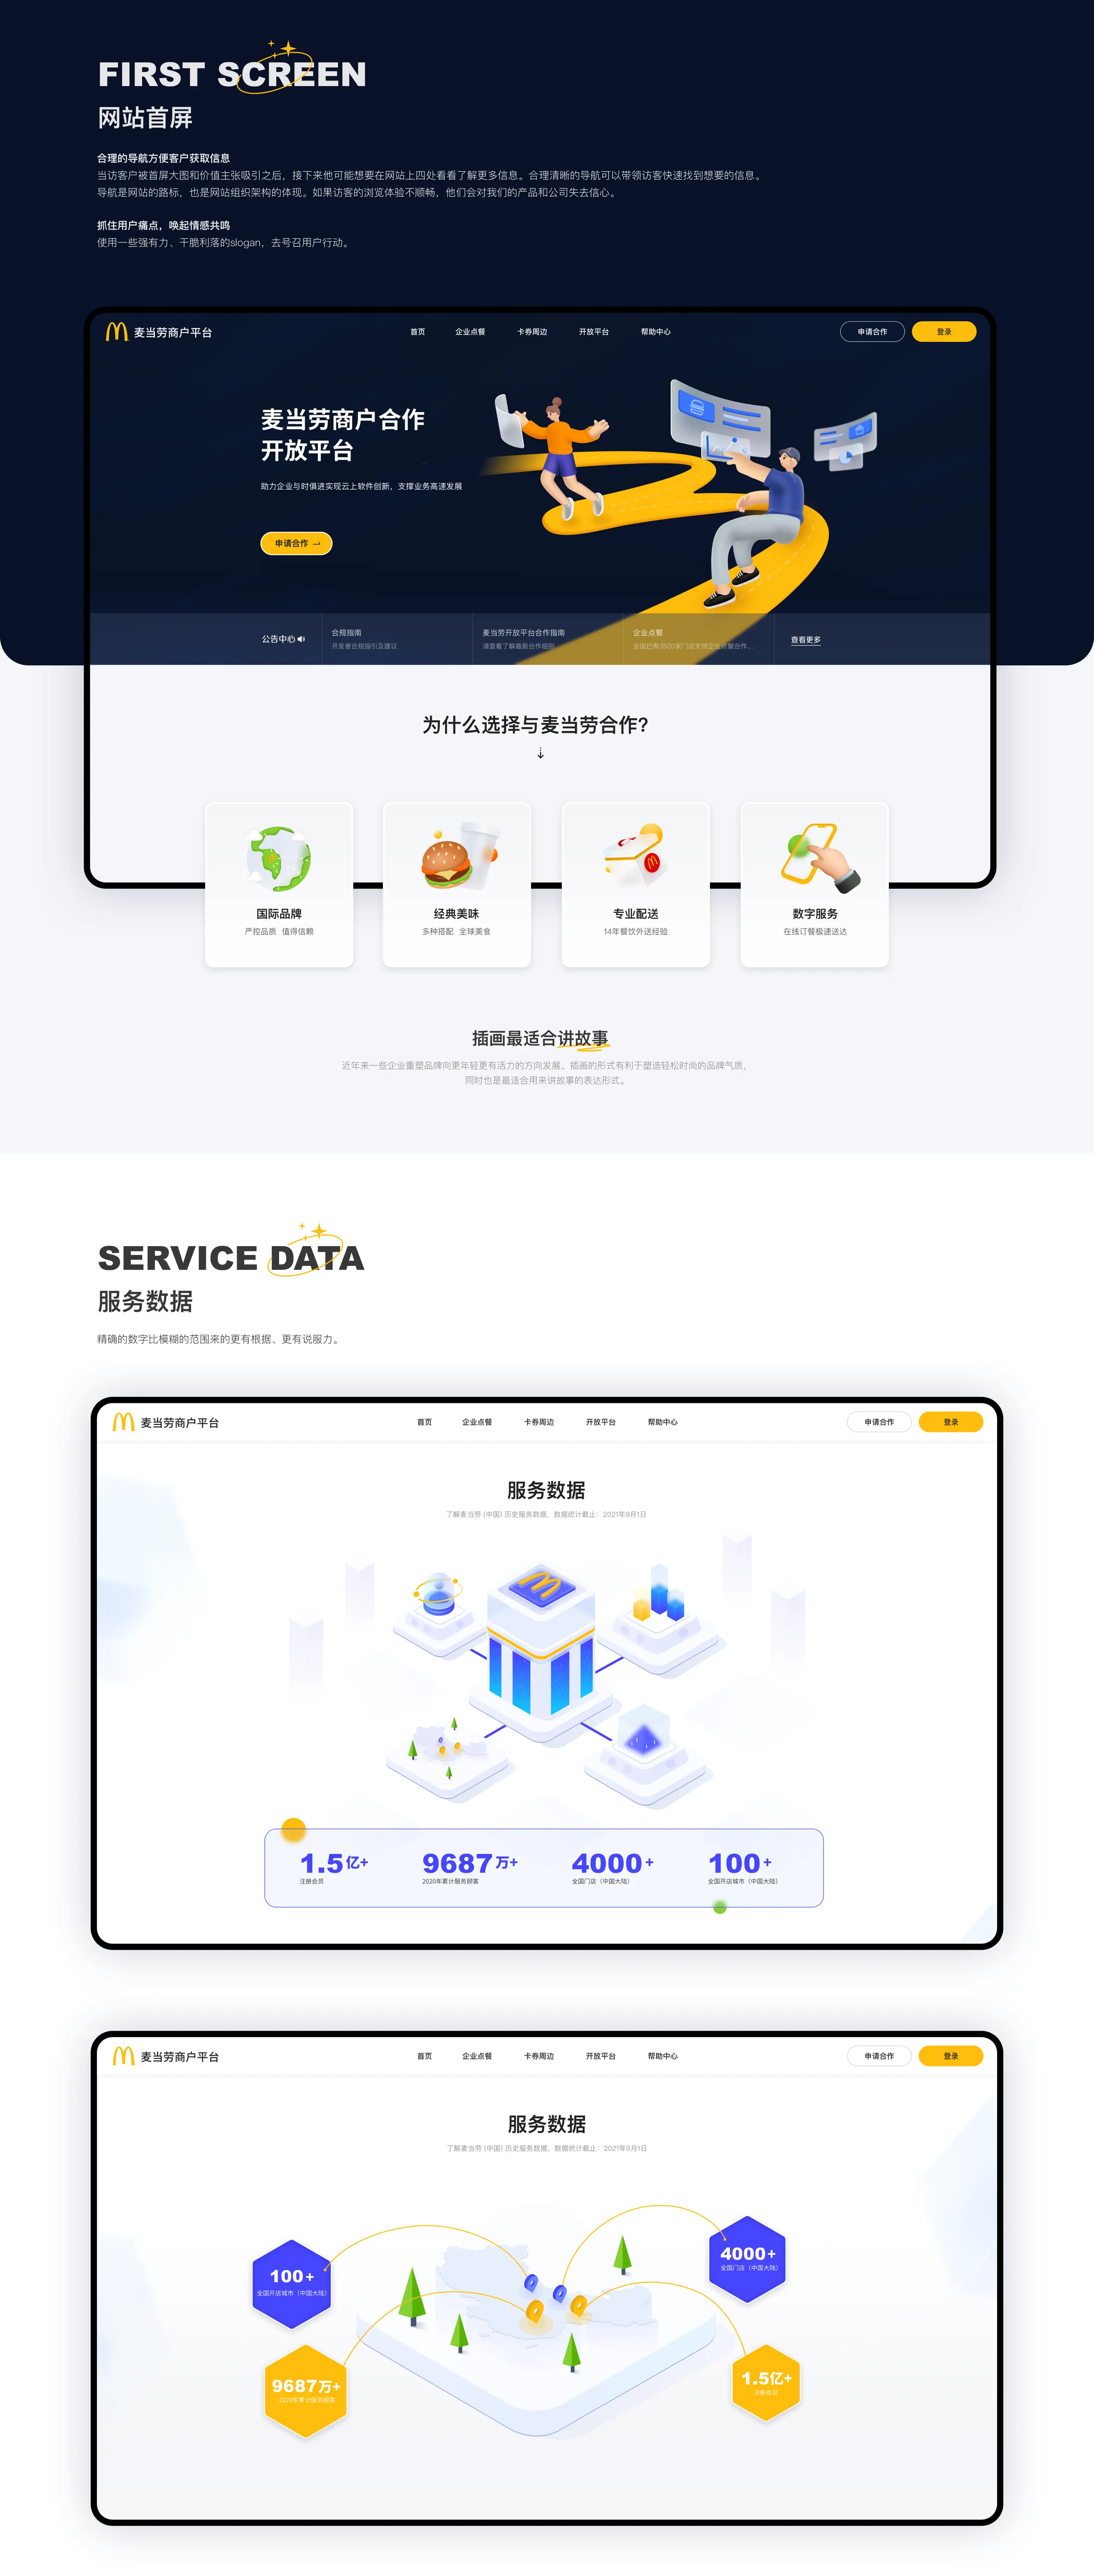 FIRST SCREEN
网站首屏
合理的导航方便客户获取信息
当访客户被首屏大图和价值主张吸引之后，接下来他可能想要在网站上四处看看了解更多信息。合理清晰的导航可以带领访客快速找到想要的信息。
导航是网站的路标，也是网站组织架构的体现。如果访客的浏览体验不顺畅，他们会对我们的产品和公司失去信心。
抓住用户痛点，唤起情感共鸣
使用一些强有力、干脆利落的slogan，去号召用户行动。
麦当劳商户平台 首页 企业点餐 卡券周边 开放平台 帮助中心 申请合作 登录
麦当劳商户合作
开放平台
助力企业与时俱进实现云上软件创新，支撑业务高速发展
申请合作
公告中心
合规指南
开发者合规指引及建议
麦当劳开放平台合作指南
请查看了解最新合作细则
企业点餐
全国已有3500家门店支持企业点餐合作...
查看更多
为什么选择与麦当劳合作?
国际品牌
严控品质 值得信赖
经典美味
多种搭配 全球美食
专业配送
14年餐饮外送经验
数字服务
在线订餐极速送达
插画最适合讲故事
近年来一些企业重塑品牌向更年轻更有活力的方向发展。插画的形式有利于塑造轻松时尚的品牌气质，
同时也是最适合用来讲故事的表达形式。
SERVICE DATA
服务数据
精确的数字比模糊的范围来的更有根据、更有说服力。
麦当劳商户平台 首页 企业点餐 卡券周边 开放平台 帮助中心 申请合作 登录
服务数据
了解麦当劳 (中国) 历史服务数据，数据统计截止：2021年9月1日
1.5亿+
注册会员
9687万+
2020年累计服务顾客
4000+
全国门店（中国大陆）
100+
全国开店城市（中国大陆）
麦当劳商户平台 首页 企业点餐 卡券周边 开放平台 帮助中心 申请合作 登录
服务数据
了解麦当劳 (中国) 历史服务数据，数据统计截止：2021年9月1日
100+
全国开店城市（中国大陆）
4000+
全国门店（中国大陆）
9687万+
2020年累计服务顾客
1.5亿+
注册会员